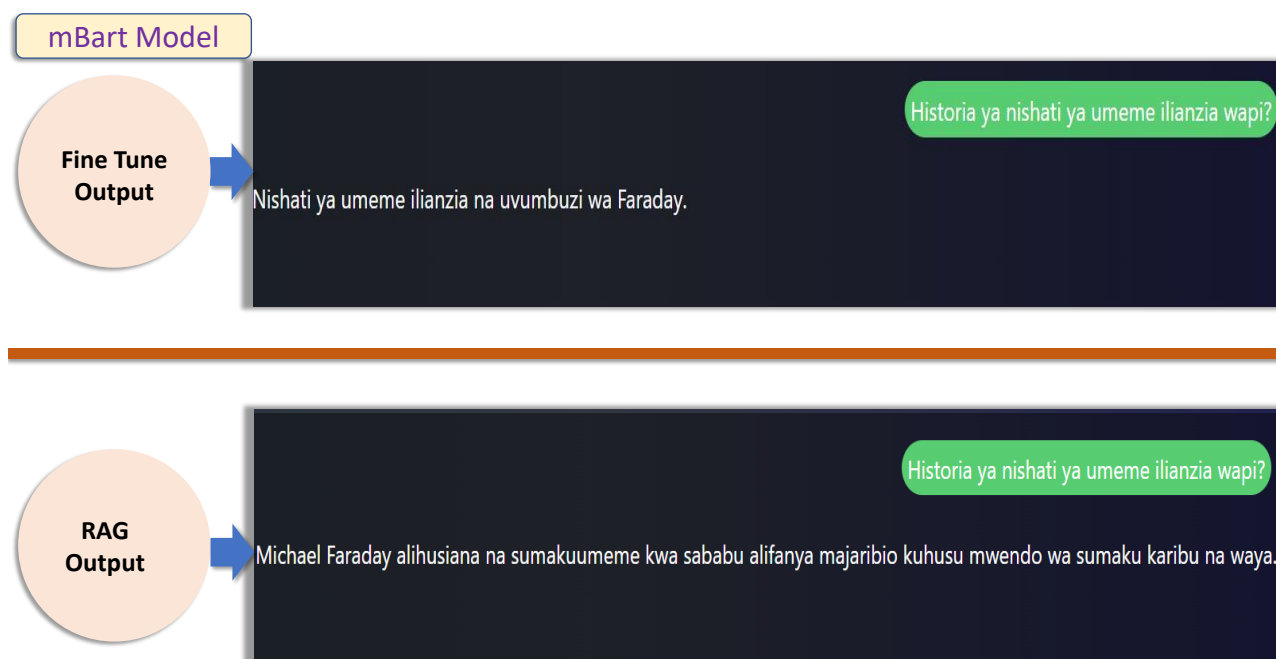 mBart Model
Historia ya nishati ya umeme ilianzia wapi?
Fine Tune
Output
Nishati ya umeme ilianzia na uvumbuzi wa Faraday.
Historia ya nishati ya umeme ilianzia wapi?
RAG
Output
Michael Faraday alihusiana na sumakuumeme kwa sababu alifanya majaribio kuhusu mwendo wa sumaku karibu na waya.